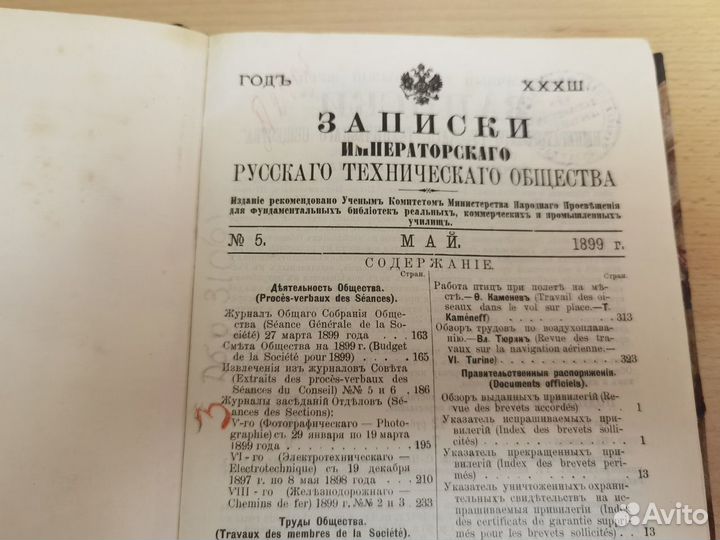 ГОДЪ XXXIII.
ЗАПИСКИ
ИМПЕРАТОРСКАГО
РУССКАГО ТЕХНИЧЕСКАГО ОБЩЕСТВА
Изданіе рекомендовано Ученымъ Комитетомъ Министерства Народнаго Просвѣщенія
для фундаментальныхъ библіотекъ реальныхъ, коммерческихъ и промышленныхъ
училищъ.
№ 5. МАЙ. 1899 г.
СОДЕРЖАНІЕ.
Стран.
Дѣятельность Общества.
(Procès-verbaux des Séances).
Журналъ Общаго Собранія Обще-
ства (Séance Générale de la So-
ciété) 27 марта 1899 года . . . 163
Смѣта Общества на 1899 г. (Budget
de la Société pour 1899) . . . . 165
Извлеченія изъ журналовъ Совѣта
(Extraits des procès-verbaux des
Séances du Conseil) №№ 5 и 6 . 186
Журналы засѣданій Отдѣловъ (Sé-
ances des Sections):
V-го (Фотографическаго — Photo-
graphie) съ 29 января по 19 марта
1899 года . . . . . . . . . . . 195
VI - го (Электротехническаго —
Electrotechnique) съ 19 декабря
1897 г. по 8 мая 1898 года . . . 210
VIII - го (Желѣзнодорожнаго —
Chemins de fer) 1899 г. №№ 2 и 3 . 233
Труды Общества.
(Travaux des membres de la Société).
Стран.
Работа птицъ при полетѣ на мѣ-
стѣ.— Ѳ. Каменевъ (Travail des oi-
seaux dans le vol sur place.—T.
Kaméneff) . . . . . . . . . . . 313
Обзоръ трудовъ по воздухоплава-
нію.— Вл. Тюринъ (Revue des tra-
vaux sur la navigation aérienne.—
Vl. Turine) . . . . . . . . . . 323
Правительственныя распоряженія.
(Documents officiels).
Обзоръ выданныхъ привилегій (Re-
vue des brevets accordés) . . . 1
Указатель испрашиваемыхъ приви-
легій (Index des brevets sollici-
tés) . . . . . . . . . . . . . . 1
Указатель прекращенныхъ приви-
легій (Index des brevets peri-
més) . . . . . . . . . . . . . . 13
Указатель уничтоженныхъ охрани-
тельныхъ свидѣтельствъ на ис-
прашиваемыя привилегіи (Index
des certificats de garantie suppri-
més pour les brevets sollicités) . . 13
3
Avito